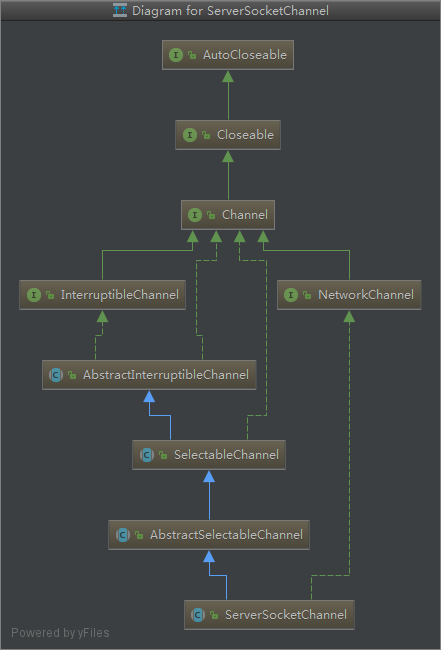 Diagram for ServerSocketChannel
I AutoCloseable
I Closeable
I Channel
I InterruptibleChannel
I NetworkChannel
C AbstractInterruptibleChannel
C SelectableChannel
C AbstractSelectableChannel
C ServerSocketChannel
Powered by yFiles